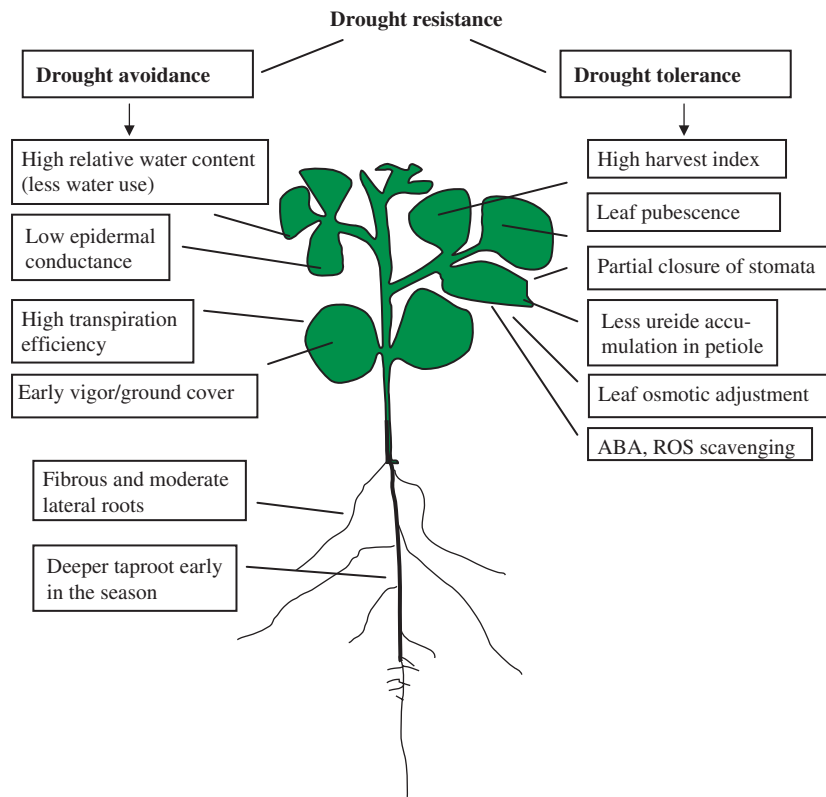 Drought resistance
Drought avoidance
High relative water content
(less water use)
Low epidermal
conductance
High transpiration
efficiency
Early vigor/ground cover
Fibrous and moderate
lateral roots
Deeper taproot early
in the season
Drought tolerance
High harvest index
Leaf pubescence
Partial closure of stomata
Less ureide accu-
mulation in petiole
Leaf osmotic adjustment
ABA, ROS scavenging